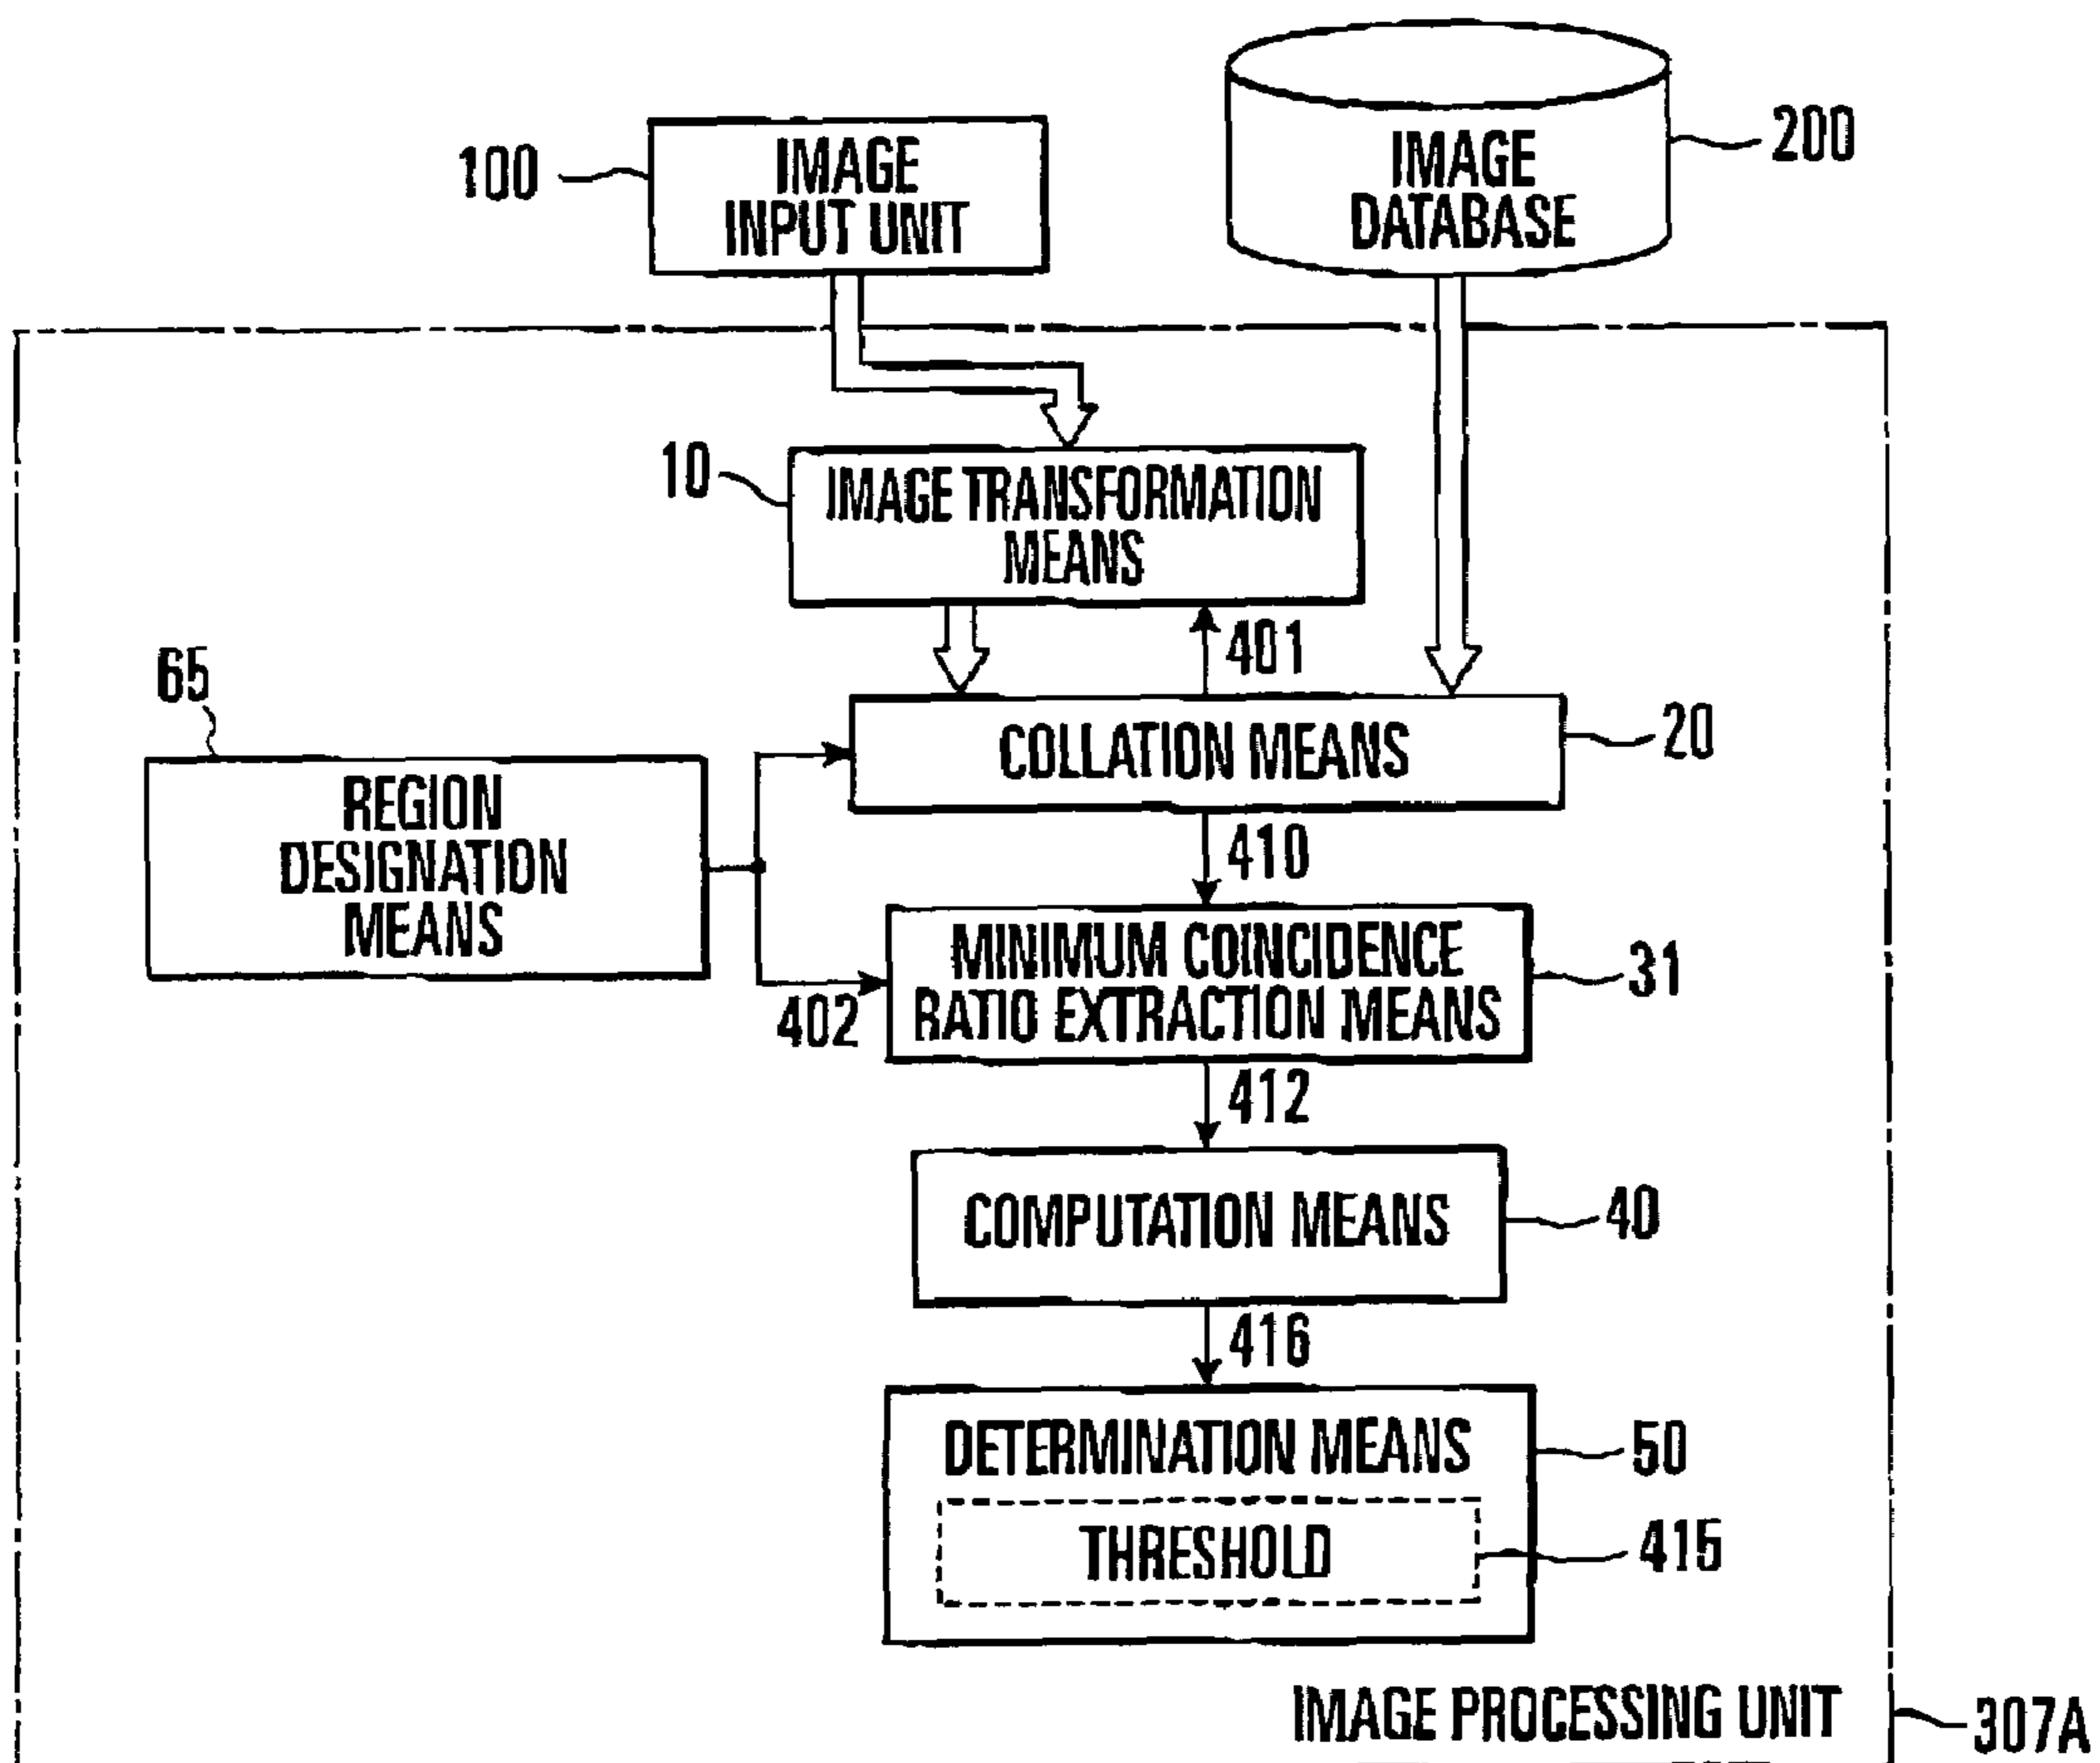 100
IMAGE
INPUT UNIT
IMAGE
DATABASE
200
10
IMAGE TRANSFORMATION
MEANS
401
65
REGION
DESIGNATION
MEANS
COLLATION MEANS
20
410
402
MINIMUM COINCIDENCE
RATIO EXTRACTION MEANS
31
412
COMPUTATION MEANS
40
416
DETERMINATION MEANS
50
THRESHOLD
415
IMAGE PROCESSING UNIT
307A